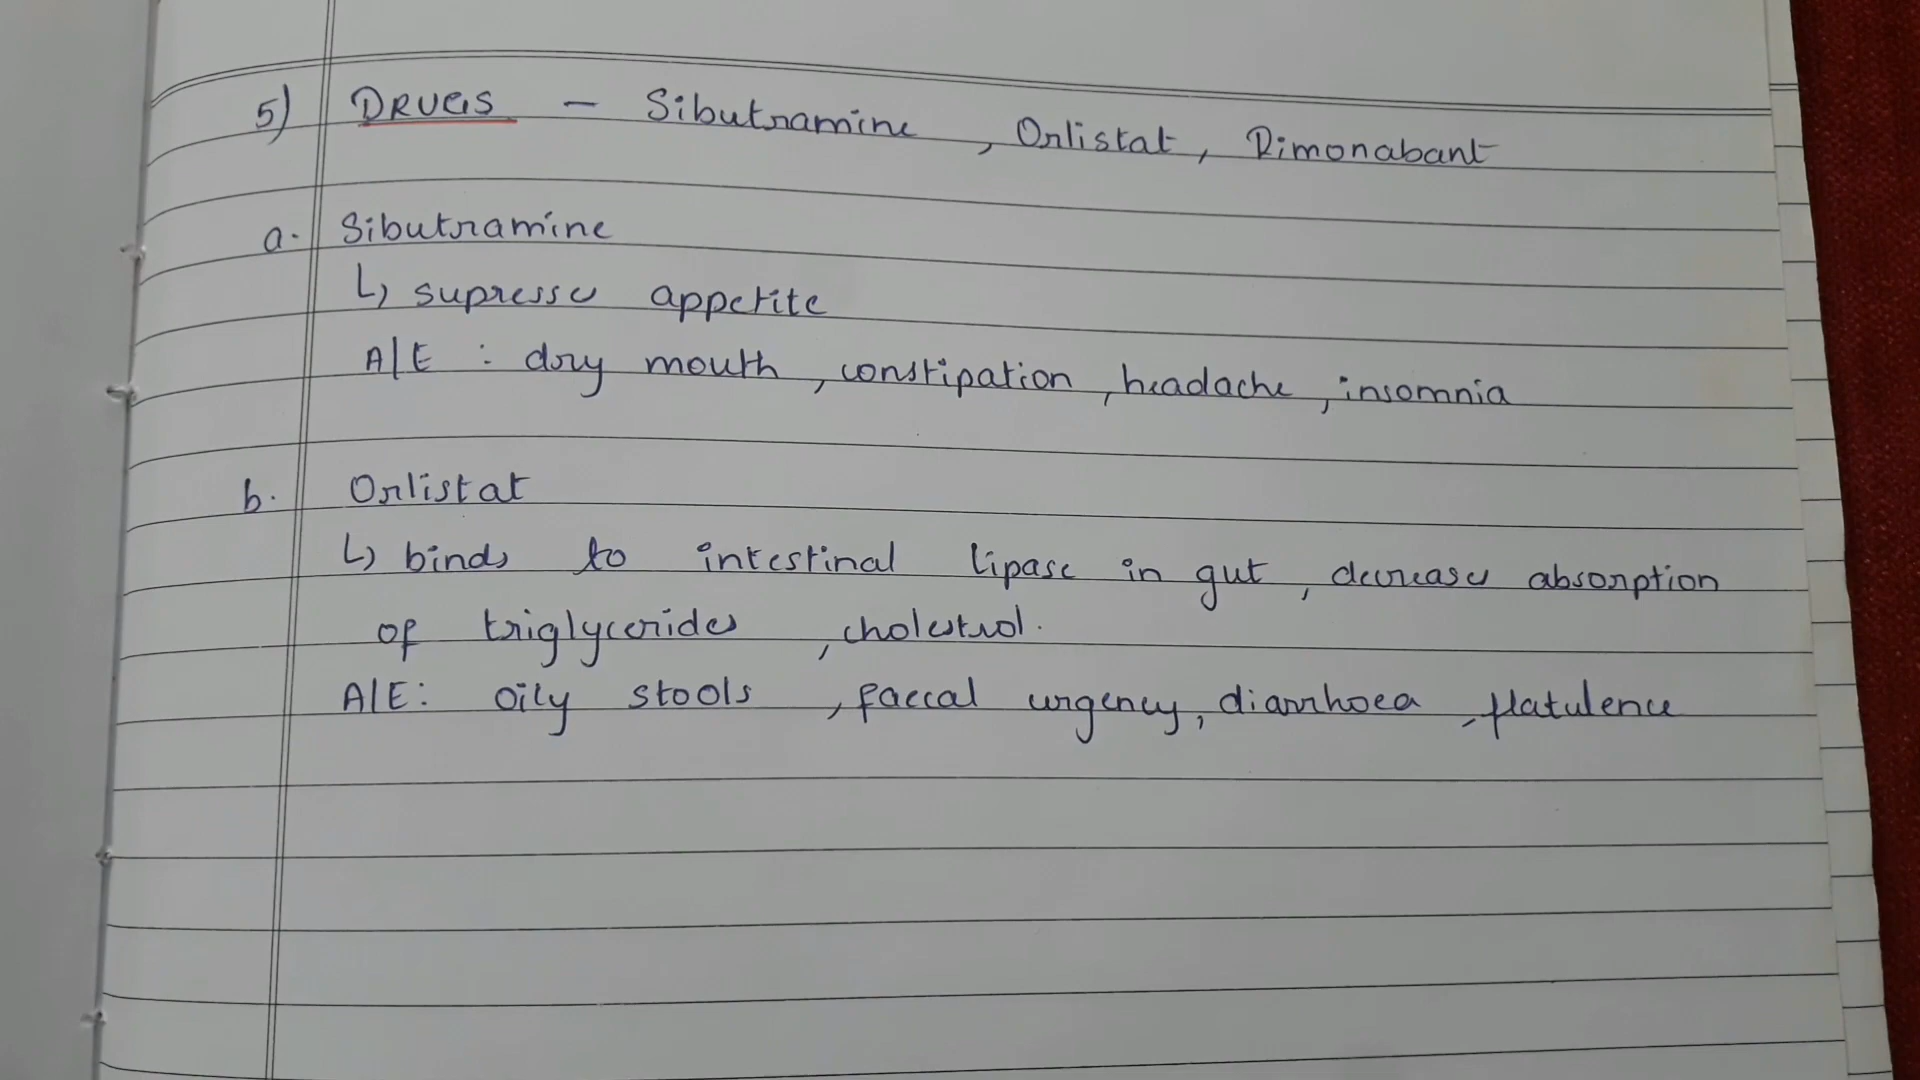 5) DRUGS - Sibutramine, Orlistat, Rimonabant
a. Sibutramine
↳ supresses appetite
A/E : dry mouth, constipation, headache, insomnia
b. Orlistat
↳ binds to intestinal lipase in gut, decreases absorption
of triglycerides, cholestrol.
A/E: oily stools, faecal urgency, diarrhoea, flatulence